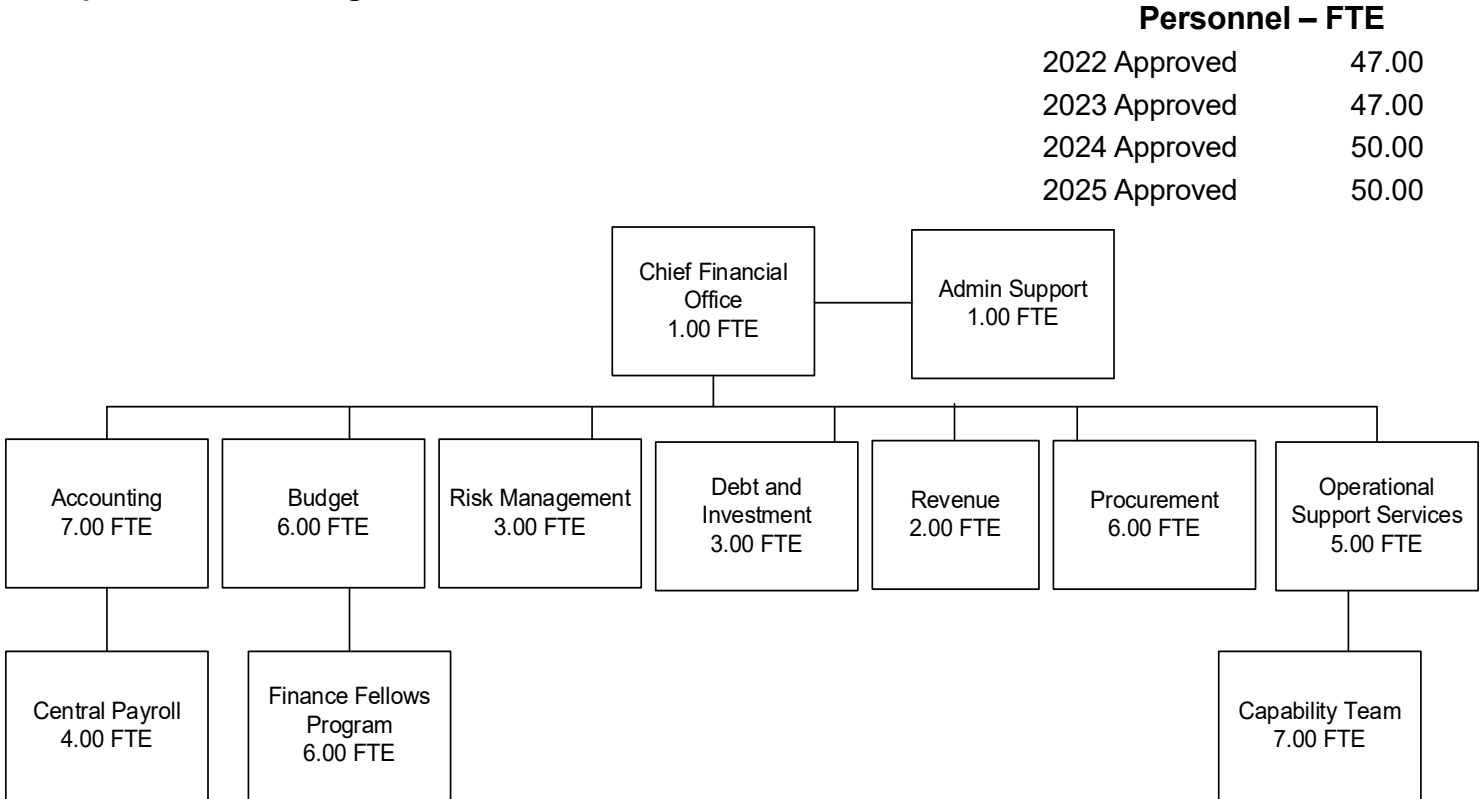 Personnel – FTE
2022 Approved 47.00
2023 Approved 47.00
2024 Approved 50.00
2025 Approved 50.00
Chief Financial
Office
1.00 FTE
Admin Support
1.00 FTE
Accounting
7.00 FTE
Budget
6.00 FTE
Risk Management
3.00 FTE
Debt and
Investment
3.00 FTE
Revenue
2.00 FTE
Procurement
6.00 FTE
Operational
Support Services
5.00 FTE
Central Payroll
4.00 FTE
Finance Fellows
Program
6.00 FTE
Capability Team
7.00 FTE